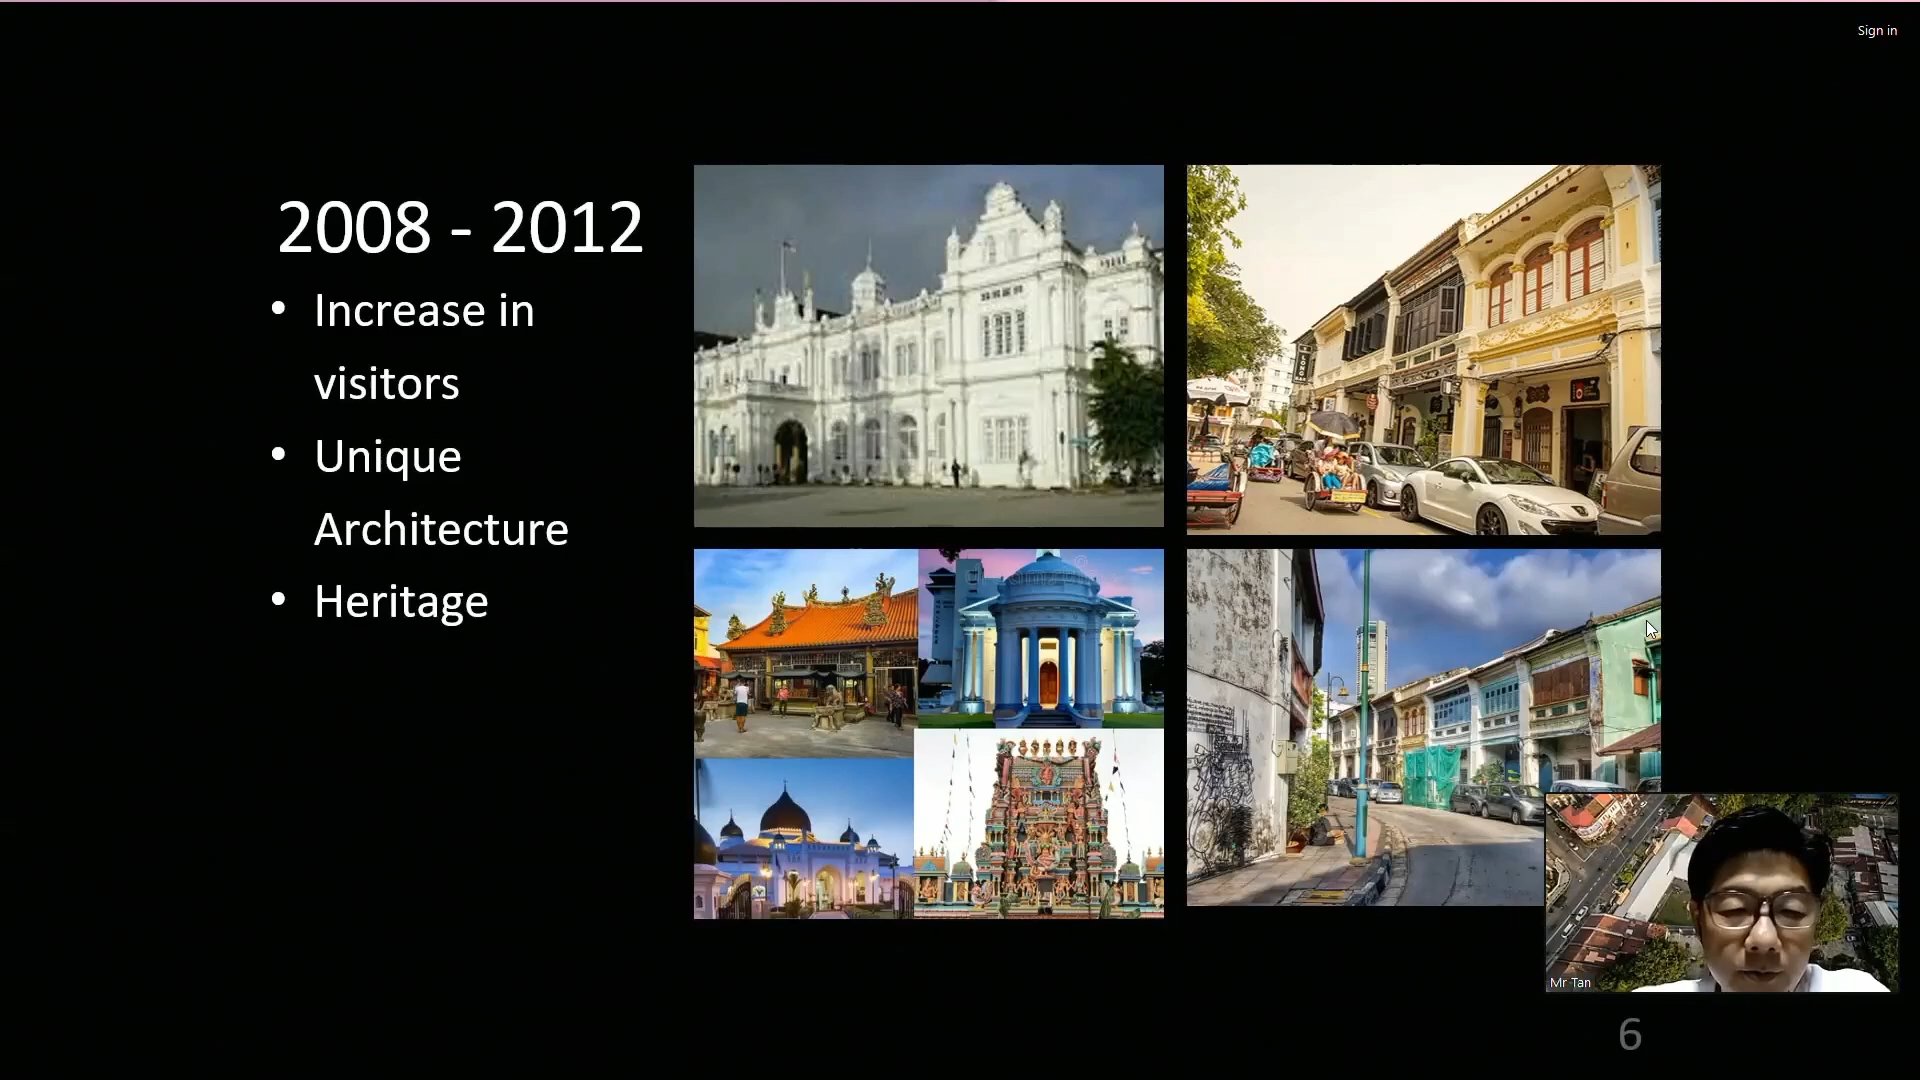 Sign in
2008 - 2012
• Increase in
visitors
• Unique
Architecture
• Heritage
Mr Tan
6